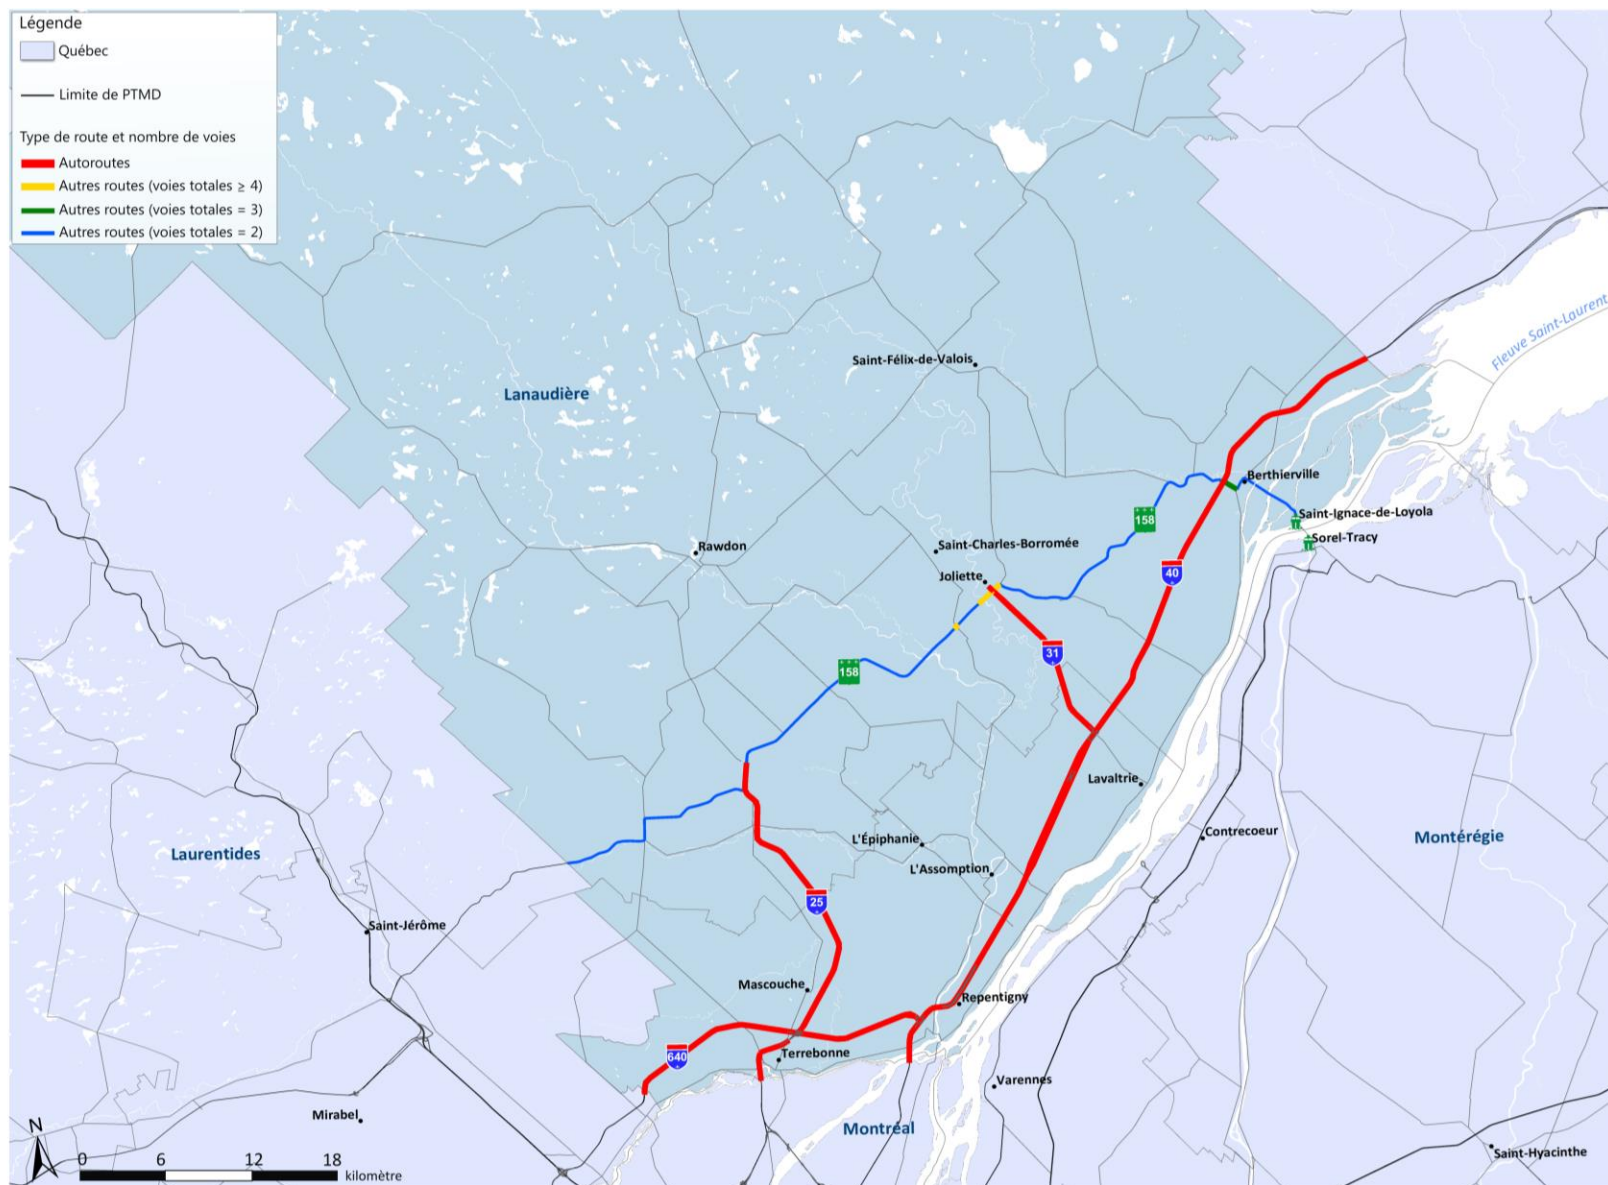 Légende
Québec
Limite de PTMD
Type de route et nombre de voies
Autoroutes
Autres routes (voies totales ≥ 4)
Autres routes (voies totales = 3)
Autres routes (voies totales = 2)
Fleuve Saint-Laurent
Saint-Félix-de-Valois
Lanaudière
Berthierville
158
Saint-Ignace-de-Loyola
Sorel-Tracy
Rawdon
Saint-Charles-Borromée
Joliette
40
31
158
Lavaltrie
Contrecoeur
Montérégie
L'Épiphanie
Laurentides
L'Assomption
25
Saint-Jérôme
Mascouche
Repentigny
640
Terrebonne
Varennes
Mirabel
Montréal
N
0 6 12 18
kilomètre
Saint-Hyacinthe